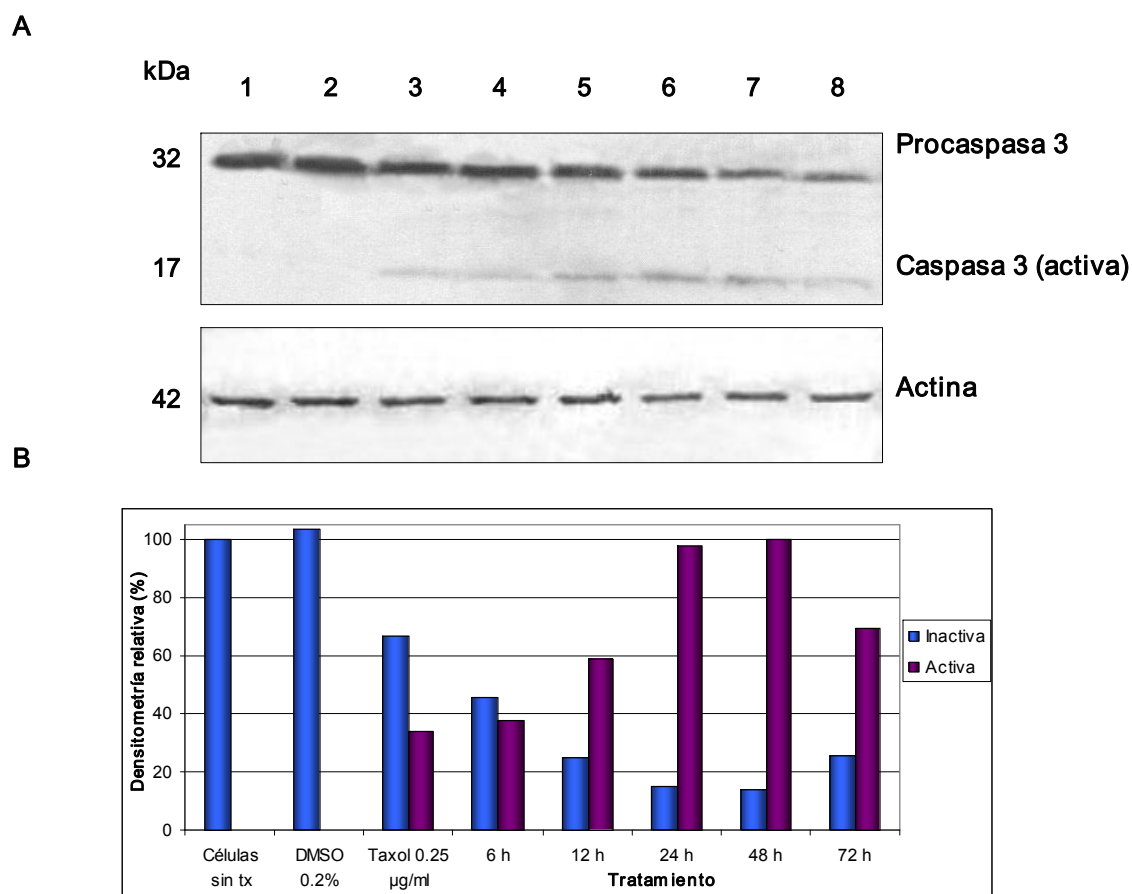 A
kDa
1 2 3 4 5 6 7 8
32
Procaspasa 3
17
Caspasa 3 (activa)
42
Actina
B
Densitometría relativa (%)
100
80
60
40
20
0
Inactiva
Activa
Células sin tx
DMSO 0.2%
Taxol 0.25 µg/ml
6 h
12 h
24 h
48 h
72 h
Tratamiento